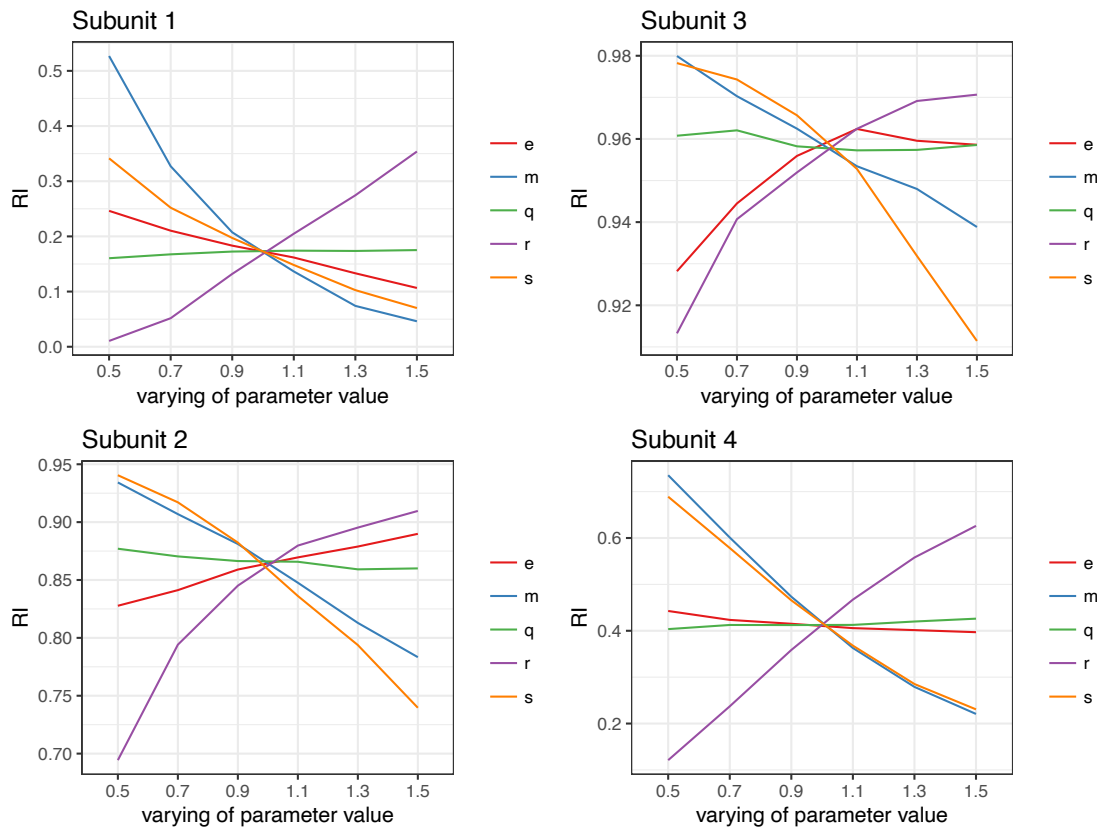 Subunit 1
RI
0.5
0.4
0.3
0.2
0.1
0.0
0.5 0.7 0.9 1.1 1.3 1.5
varying of parameter value
e
m
q
r
s
Subunit 3
RI
0.98
0.96
0.94
0.92
0.5 0.7 0.9 1.1 1.3 1.5
varying of parameter value
e
m
q
r
s
Subunit 2
RI
0.95
0.90
0.85
0.80
0.75
0.70
0.5 0.7 0.9 1.1 1.3 1.5
varying of parameter value
e
m
q
r
s
Subunit 4
RI
0.6
0.4
0.2
0.5 0.7 0.9 1.1 1.3 1.5
varying of parameter value
e
m
q
r
s